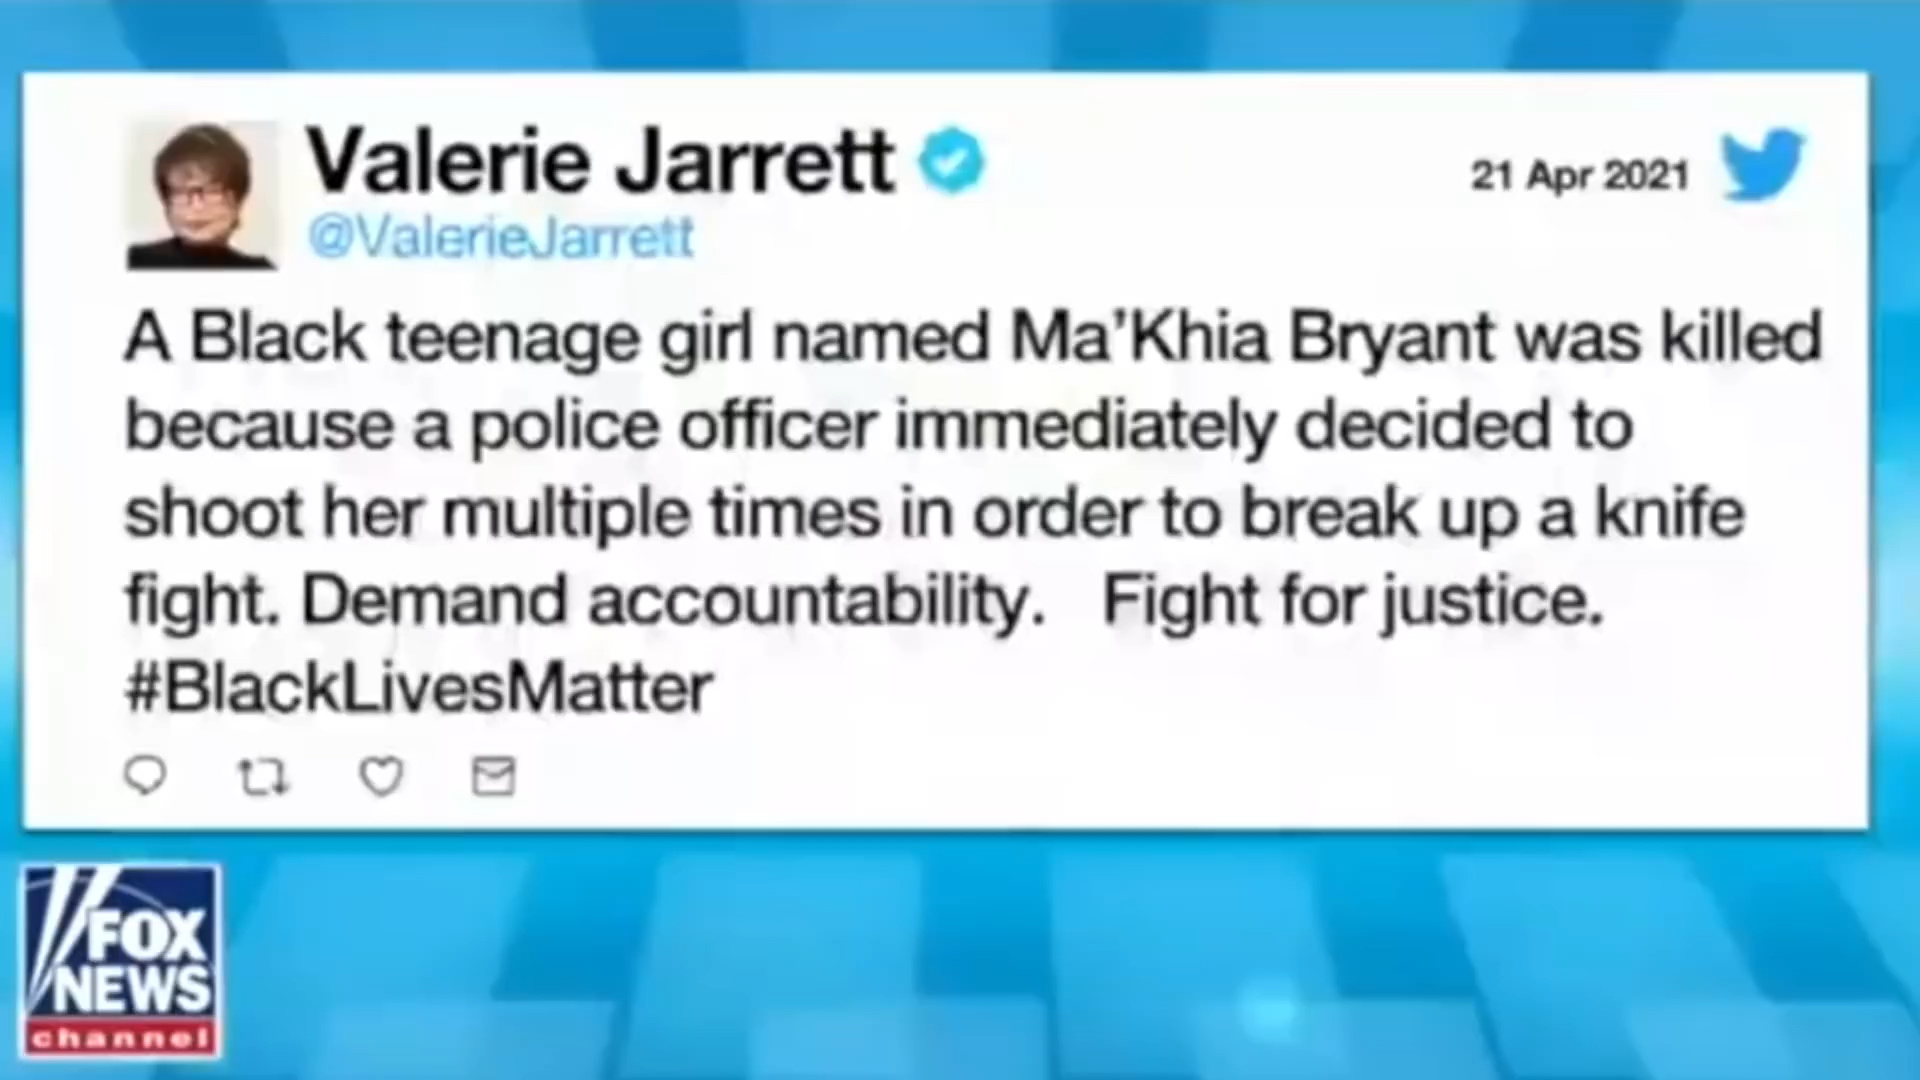 Valerie Jarrett
21 Apr 2021
@ValerieJarrett
A Black teenage girl named Ma'Khia Bryant was killed
because a police officer immediately decided to
shoot her multiple times in order to break up a knife
fight. Demand accountability.   Fight for justice.
#BlackLivesMatter
FOX
NEWS
channel